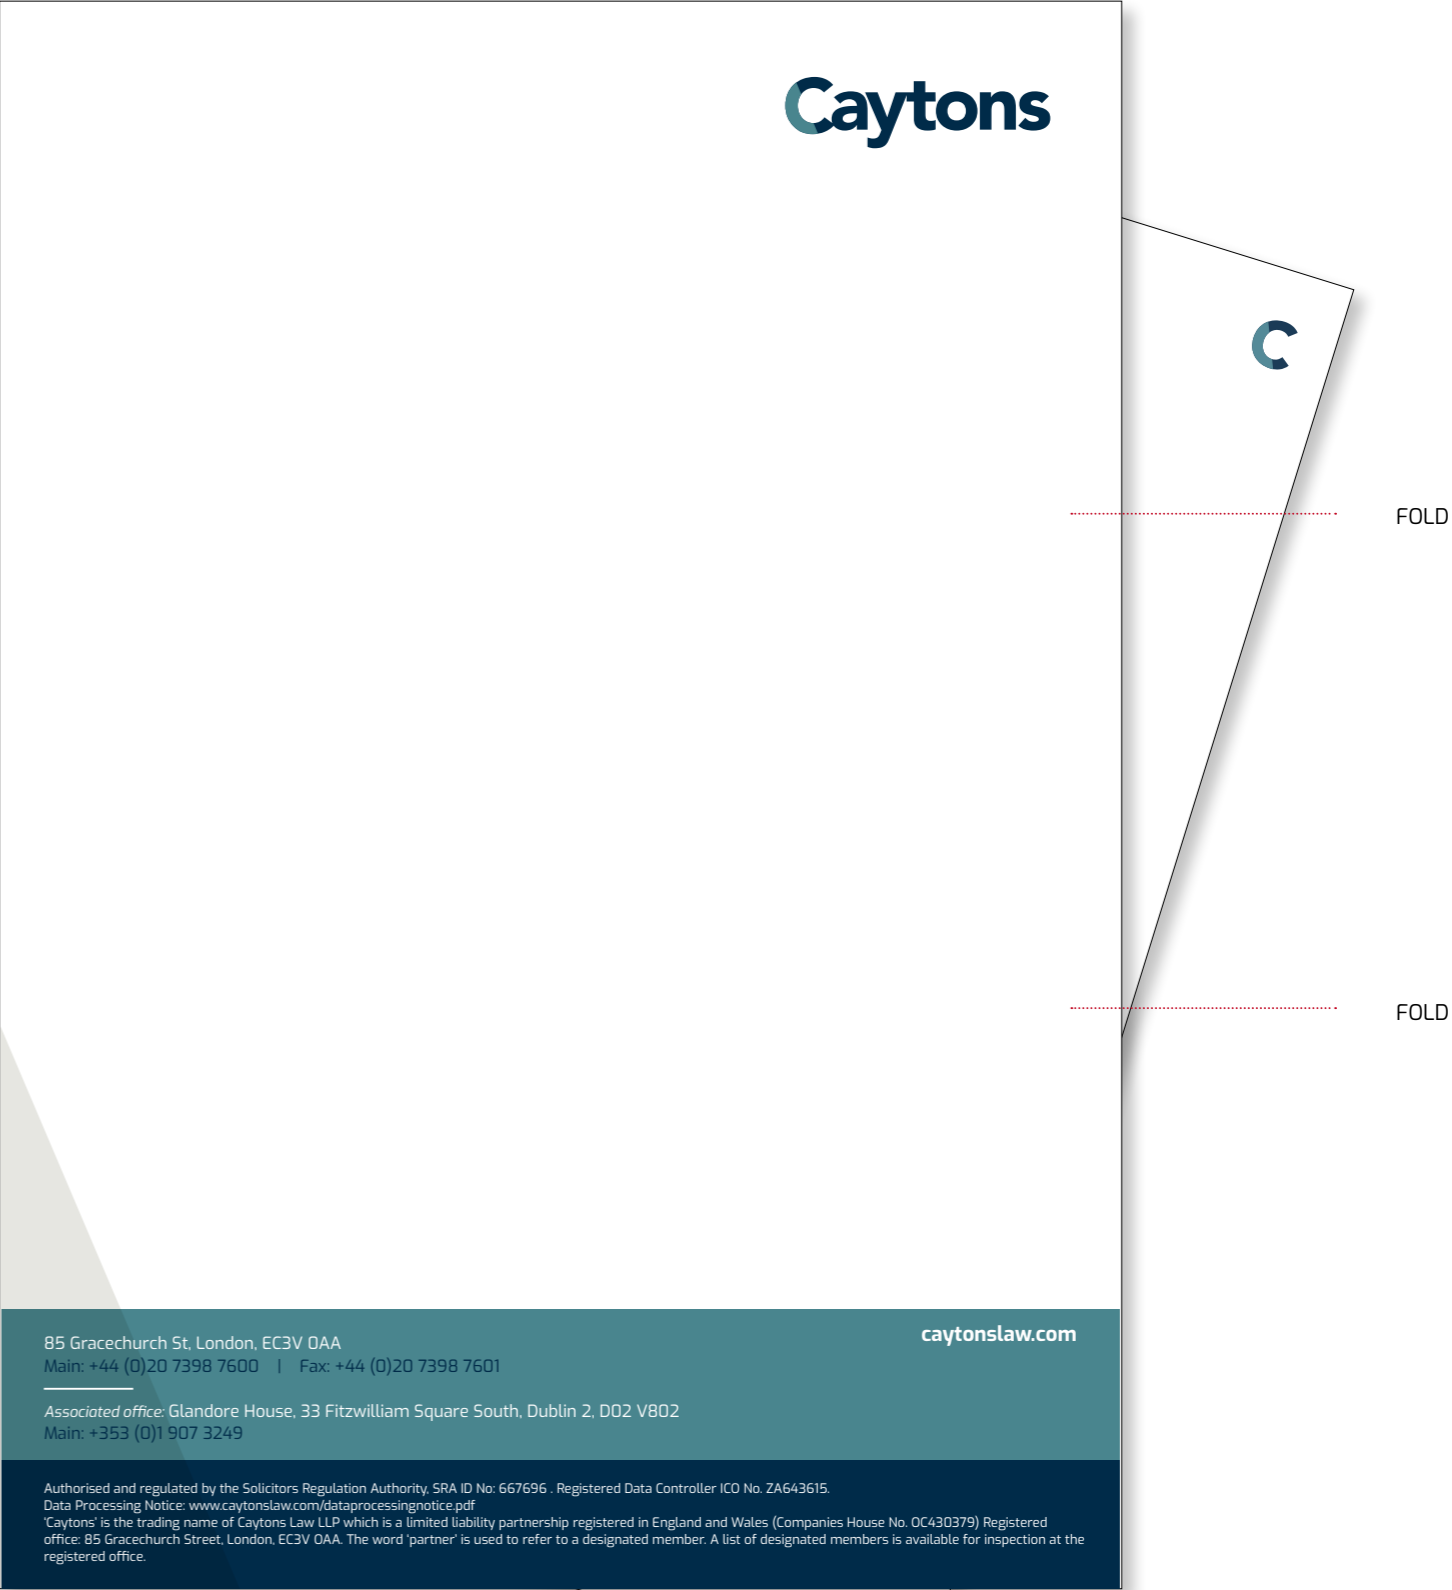 Caytons
C
FOLD
FOLD
85 Gracechurch St, London, EC3V 0AA
caytonslaw.com
Main: +44 (0)20 7398 7600 | Fax: +44 (0)20 7398 7601
Associated office: Glandore House, 33 Fitzwilliam Square South, Dublin 2, D02 V802
Main: +353 (0)1 907 3249
Authorised and regulated by the Solicitors Regulation Authority, SRA ID No: 667696 . Registered Data Controller ICO No. ZA643615.
Data Processing Notice: www.caytonslaw.com/dataprocessingnotice.pdf
‘Caytons’ is the trading name of Caytons Law LLP which is a limited liability partnership registered in England and Wales (Companies House No. OC430379) Registered
office: 85 Gracechurch Street, London, EC3V 0AA. The word ‘partner’ is used to refer to a designated member. A list of designated members is available for inspection at the
registered office.